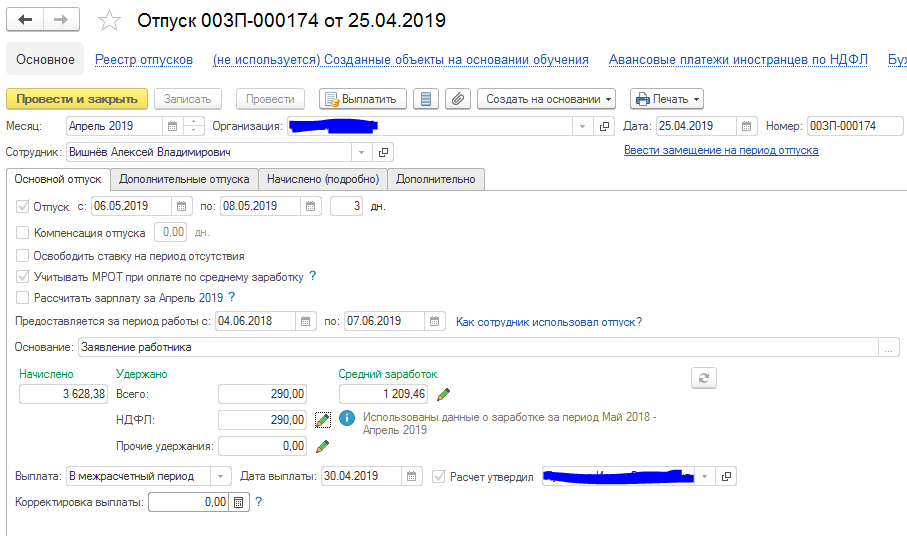 Отпуск 00ЗП-000174 от 25.04.2019
Основное Реестр отпусков (не используется) Созданные объекты на основании обучения Авансовые платежи иностранцев по НДФЛ Бух
Провести и закрыть Записать Провести Выплатить Создать на основании Печать
Месяц: Апрель 2019 Организация: Дата: 25.04.2019 Номер: 00ЗП-000174
Сотрудник: Вишнёв Алексей Владимирович Ввести замещение на период отпуска
Основной отпуск Дополнительные отпуска Начислено (подробно) Дополнительно
Отпуск с: 06.05.2019 по: 08.05.2019 3 дн.
Компенсация отпуска 0,00 дн.
Освободить ставку на период отсутствия
Учитывать МРОТ при оплате по среднему заработку ?
Рассчитать зарплату за Апрель 2019 ?
Предоставляется за период работы с: 04.06.2018 по: 07.06.2019 Как сотрудник использовал отпуск?
Основание: Заявление работника ...
Начислено Удержано Средний заработок
3 628,38 Всего: 290,00 1 209,46
НДФЛ: 290,00 i Использованы данные о заработке за период Май 2018 -
Апрель 2019
Прочие удержания: 0,00
Выплата: В межрасчетный период Дата выплаты: 30.04.2019 Расчет утвердил
Корректировка выплаты: 0,00 ?